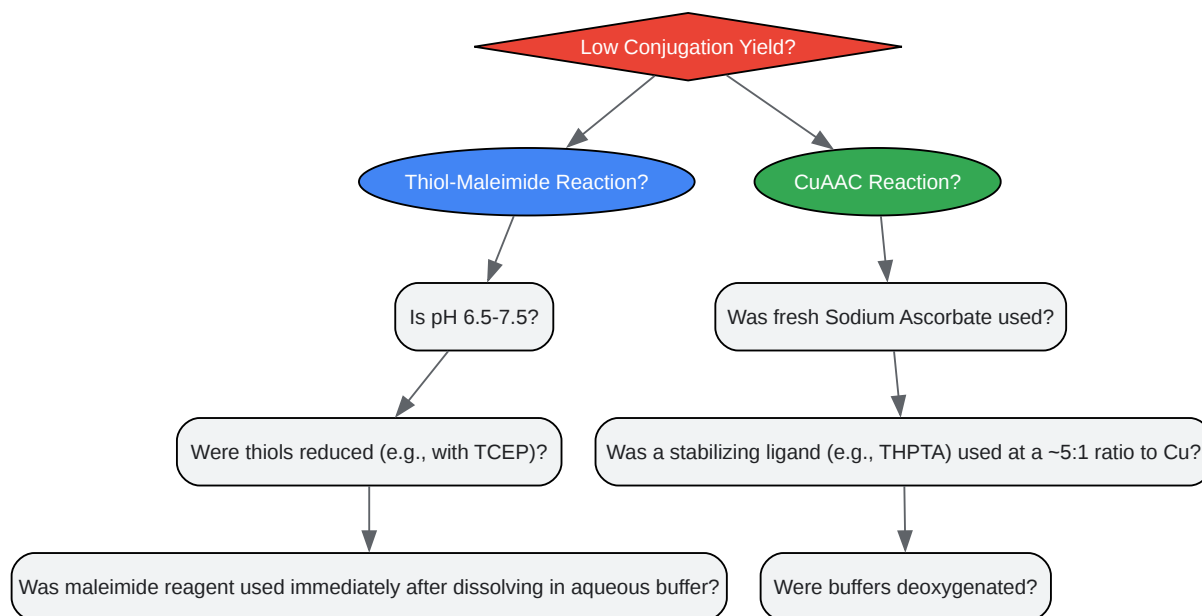 Low Conjugation Yield?
Thiol-Maleimide Reaction?
CuAAC Reaction?
Is pH 6.5-7.5?
Was fresh Sodium Ascorbate used?
Were thiols reduced (e.g., with TCEP)?
Was a stabilizing ligand (e.g., THPTA) used at a ~5:1 ratio to Cu?
Was maleimide reagent used immediately after dissolving in aqueous buffer?
Were buffers deoxygenated?